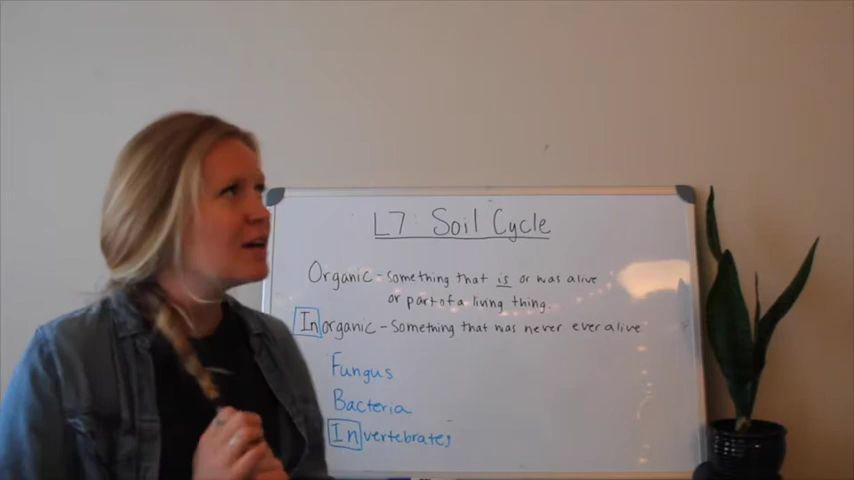 L7: Soil Cycle
Organic - something that is or was alive
or part of a living thing.
Inorganic - Something that was never ever alive
Fungus
Bacteria
Invertebrates